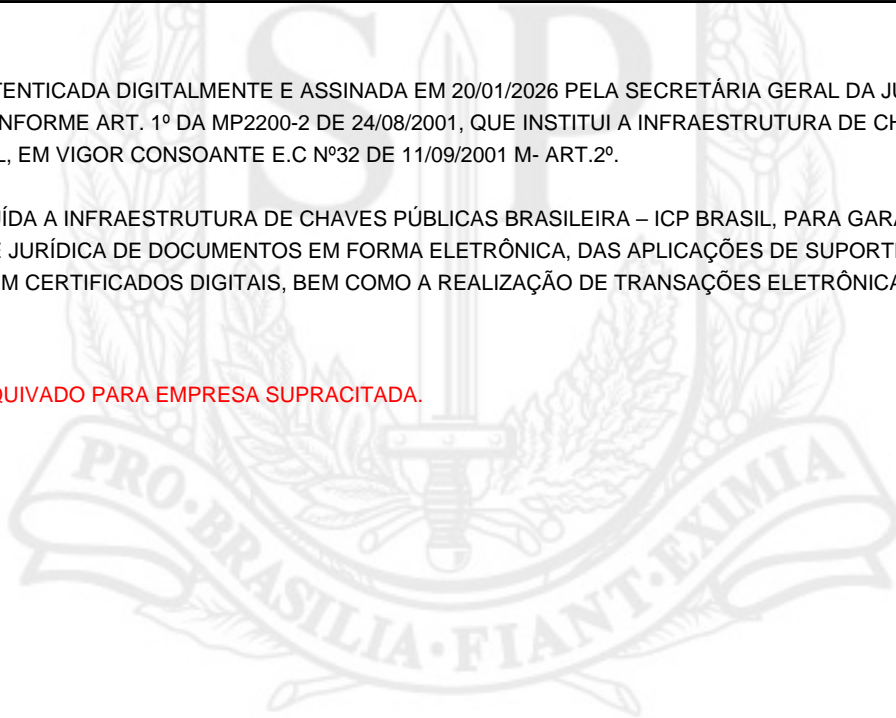 TENTICADA DIGITALMENTE E ASSINADA EM 20/01/2026 PELA SECRETÁRIA GERAL DA JU
NFORME ART. 1º DA MP2200-2 DE 24/08/2001, QUE INSTITUI A INFRAESTRUTURA DE CH
L, EM VIGOR CONSOANTE E.C Nº32 DE 11/09/2001 M- ART.2º.
UÍDA A INFRAESTRUTURA DE CHAVES PÚBLICAS BRASILEIRA – ICP BRASIL, PARA GARA
E JURÍDICA DE DOCUMENTOS EM FORMA ELETRÔNICA, DAS APLICAÇÕES DE SUPORTE
M CERTIFICADOS DIGITAIS, BEM COMO A REALIZAÇÃO DE TRANSAÇÕES ELETRÔNICA
QUIVADO PARA EMPRESA SUPRACITADA.
SP
PRO·BRASILIA·FIANT·EXIMIA